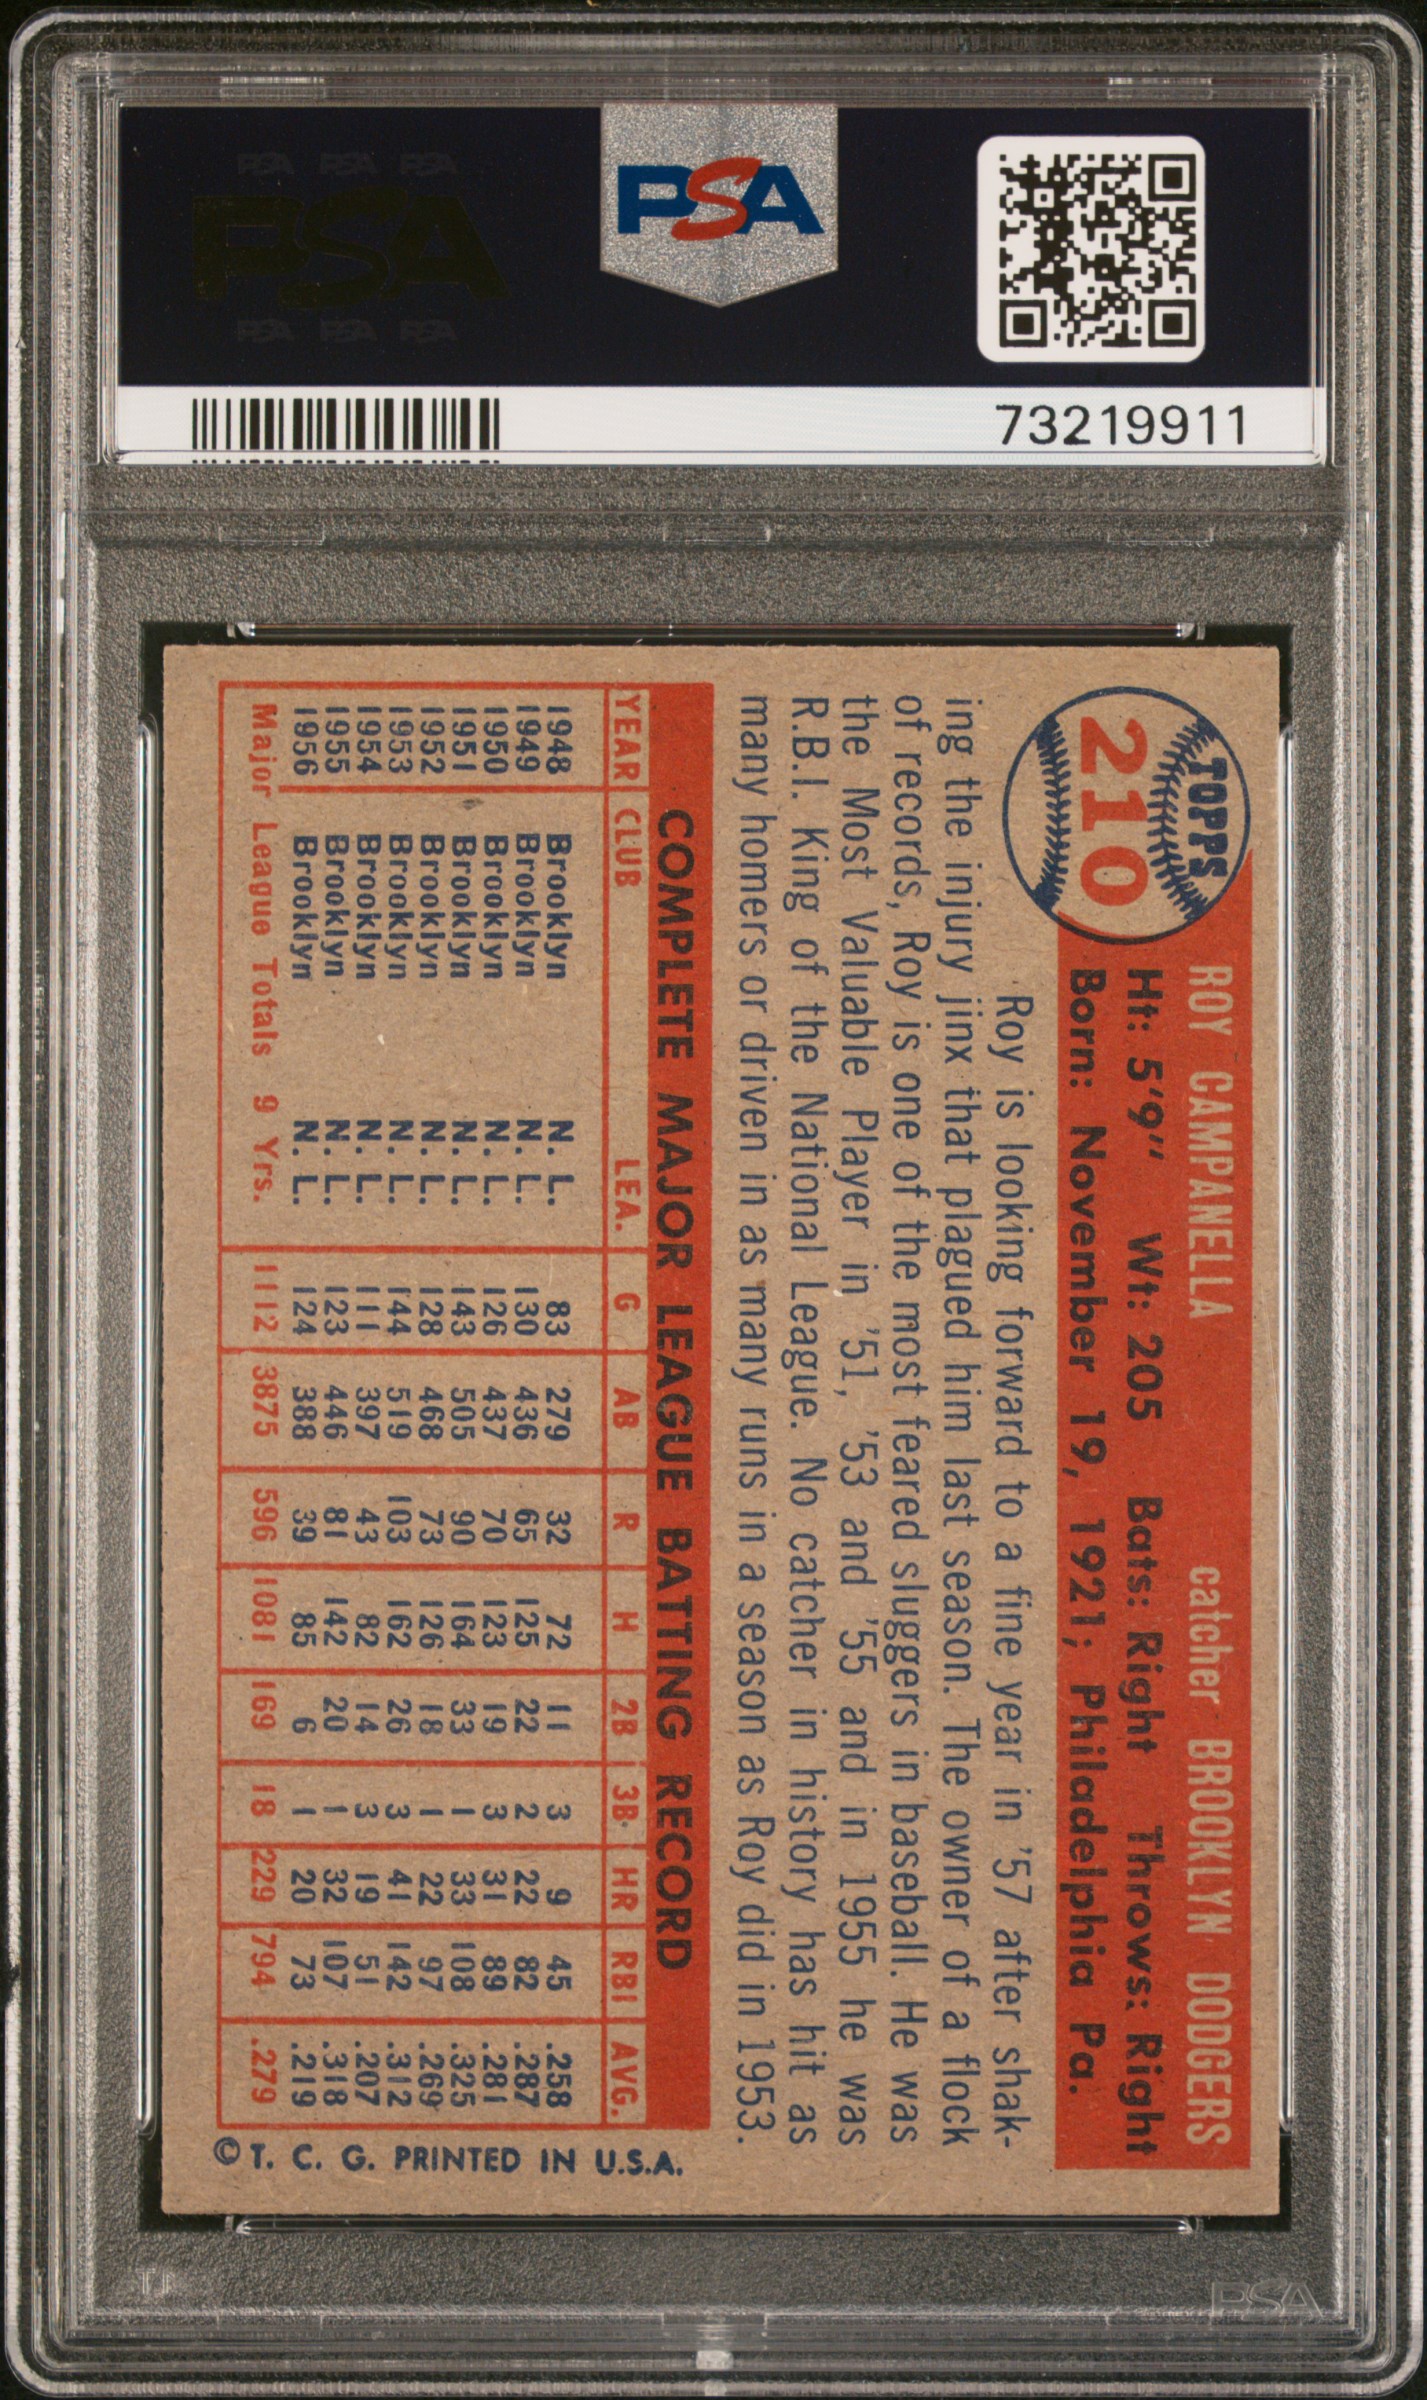 PSA PSA PSA
PSA
PSA PSA PSA
PSA
73219911
TOPPS
210
ROY CAMPANELLA catcher BROOKLYN DODGERS
Ht: 5'9" Wt: 205 Bats: Right Throws: Right
Born: November 19, 1921; Philadelphia Pa.
Roy is looking forward to a fine year in '57 after shak-
ing the injury jinx that plagued him last season. The owner of a flock
of records, Roy is one of the most feared sluggers in baseball. He was
the Most Valuable Player in '51, '53 and '55 and in 1955 he was
R.B.I. King of the National League. No catcher in history has hit as
many homers or driven in as many runs in a season as Roy did in 1953.
COMPLETE MAJOR LEAGUE BATTING RECORD
YEAR CLUB LEA. G AB R H 2B 3B. HR RBI AVG.
1948 Brooklyn N. L. 83 279 32 72 11 3 9 45 .258
1949 Brooklyn N. L. 130 436 65 125 22 2 22 82 .287
1950 Brooklyn N. L. 126 437 70 123 19 3 31 89 .281
1951 Brooklyn N. L. 143 505 90 164 33 1 33 108 .325
1952 Brooklyn N. L. 128 468 73 126 18 1 22 97 .269
1953 Brooklyn N. L. 144 519 103 162 26 3 41 142 .312
1954 Brooklyn N. L. 111 397 43 82 14 3 19 51 .207
1955 Brooklyn N. L. 123 446 81 142 20 1 32 107 .318
1956 Brooklyn N. L. 124 388 39 85 6 1 20 73 .219
Major League Totals 9 Yrs. 1112 3875 596 1081 169 18 229 794 .279
© T. C. G. PRINTED IN U.S.A.
PSA